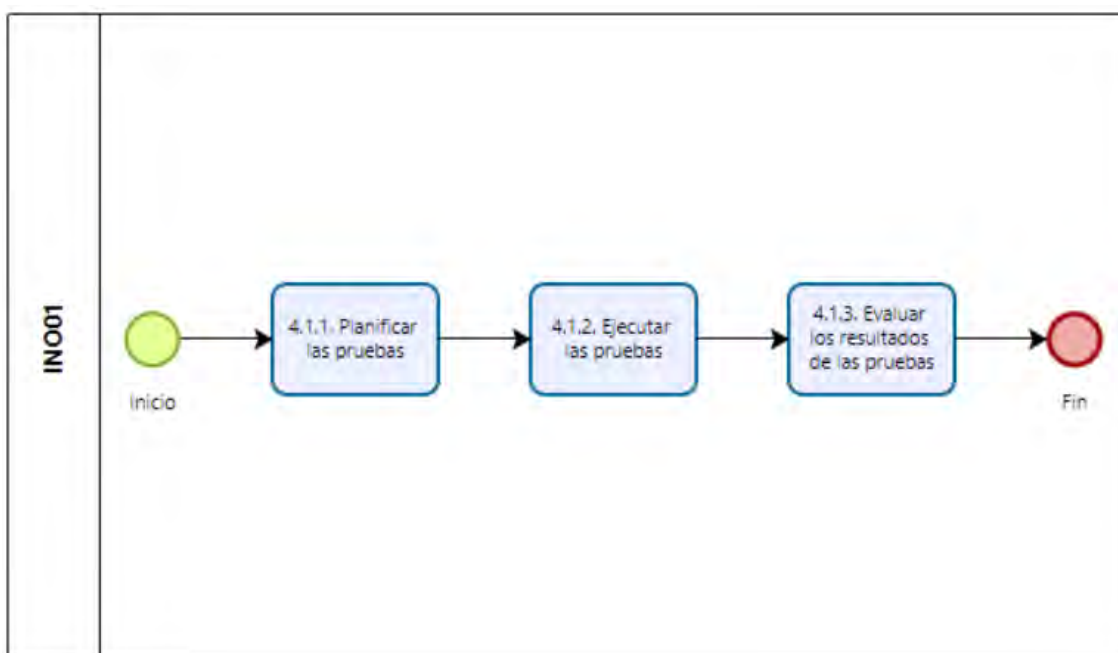 INO01
Inicio
4.1.1. Planificar
las pruebas
4.1.2. Ejecutar
las pruebas
4.1.3. Evaluar
los resultados
de las pruebas
Fin